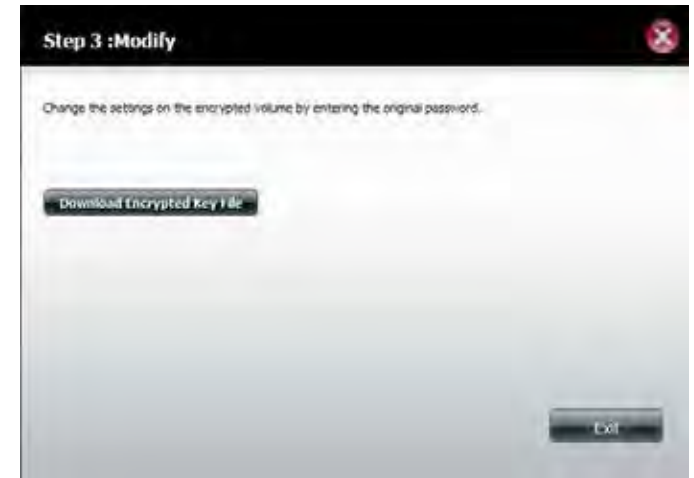 Step 3 :Modify
Change the settings on the encrypted volume by entering the original password.
Download Encrypted Key File
Exit